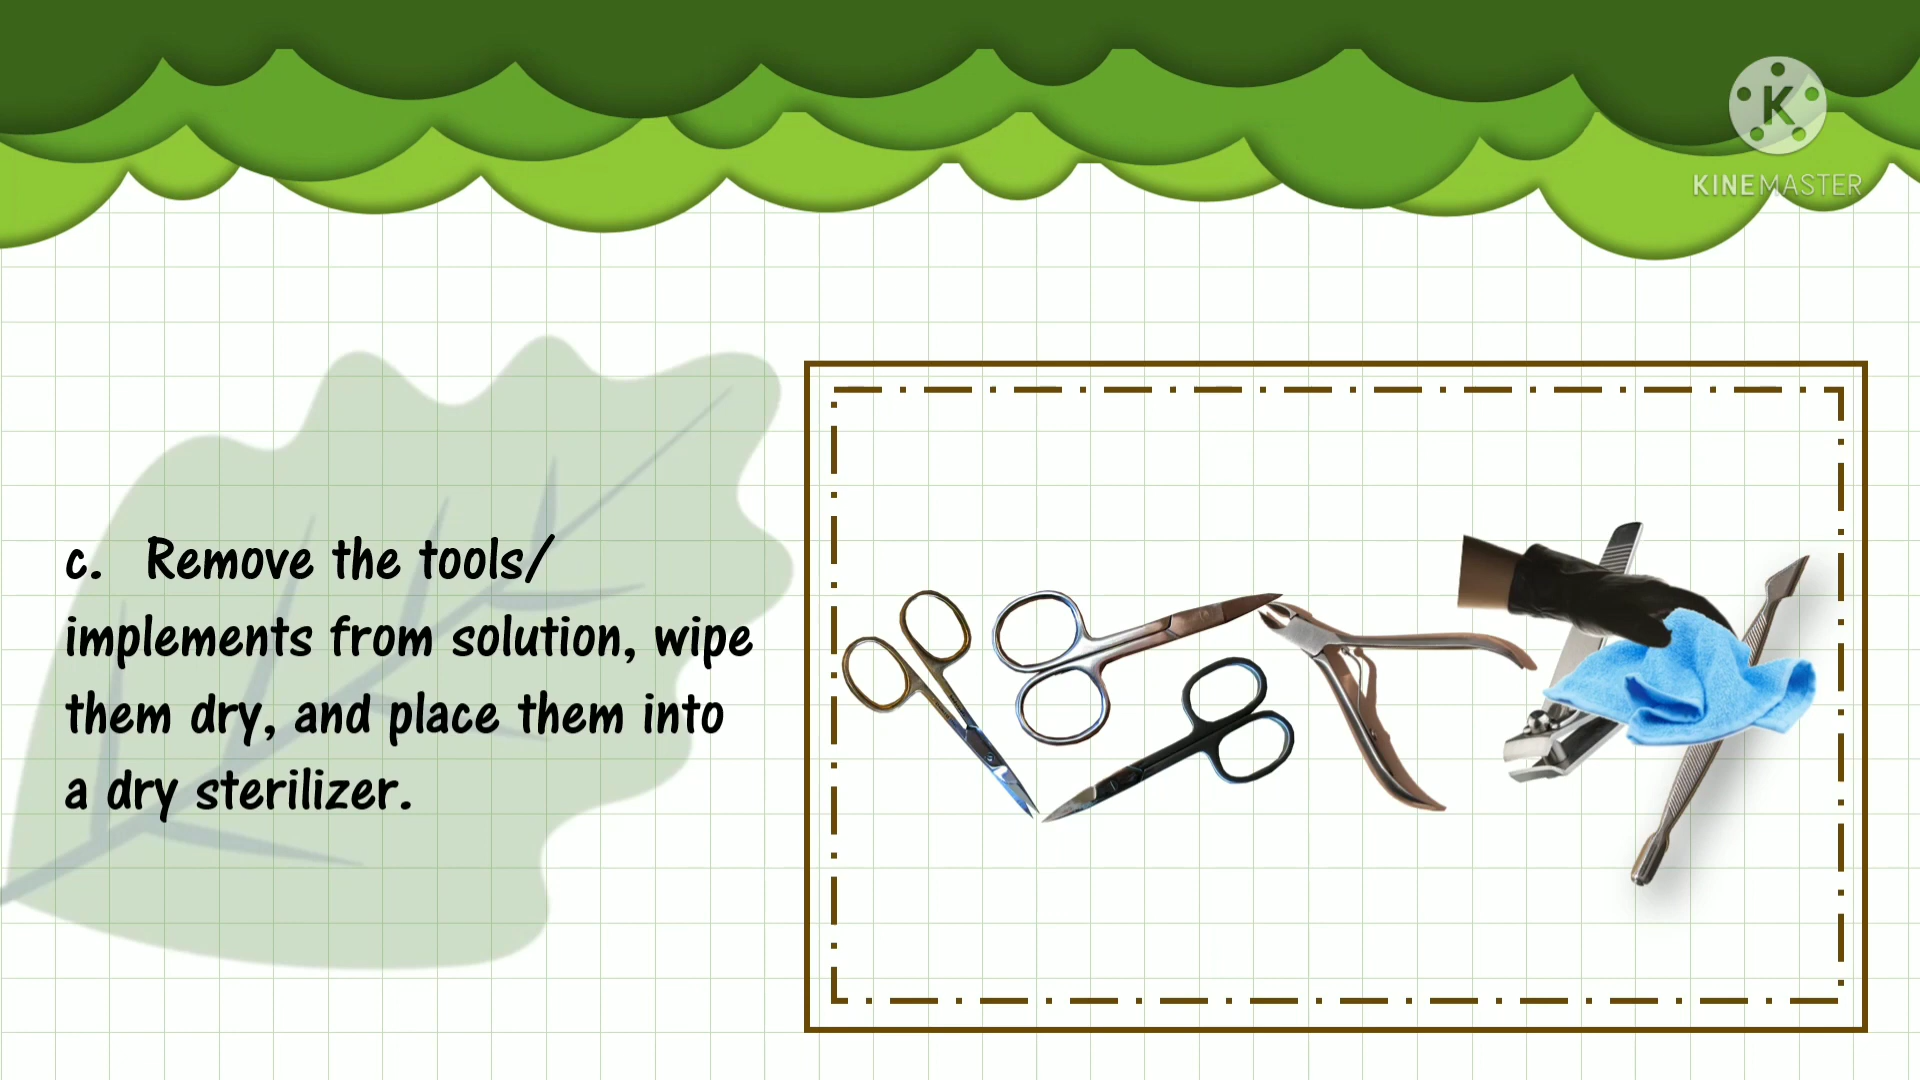 KINEMASTER
c. Remove the tools/
implements from solution, wipe
them dry, and place them into
a dry sterilizer.